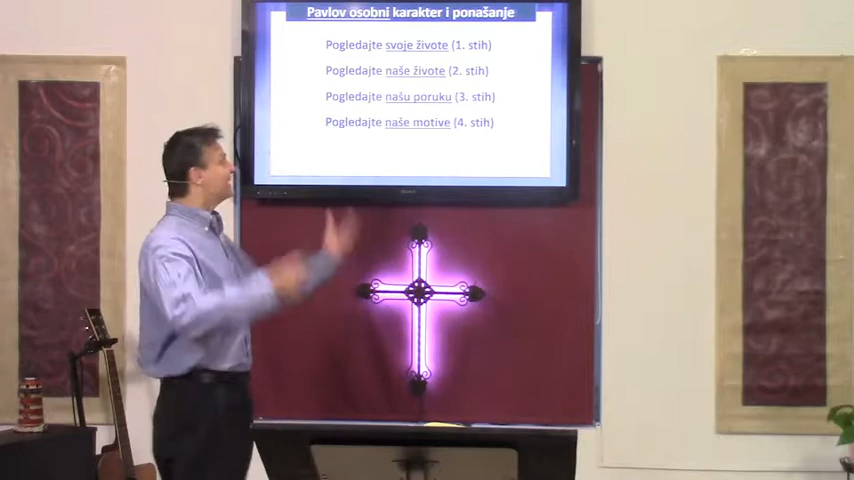 Pavlov osobni karakter i ponašanje
Pogledajte svoje živote (1. stih)
Pogledajte naše živote (2. stih)
Pogledajte našu poruku (3. stih)
Pogledajte naše motive (4. stih)
SONY